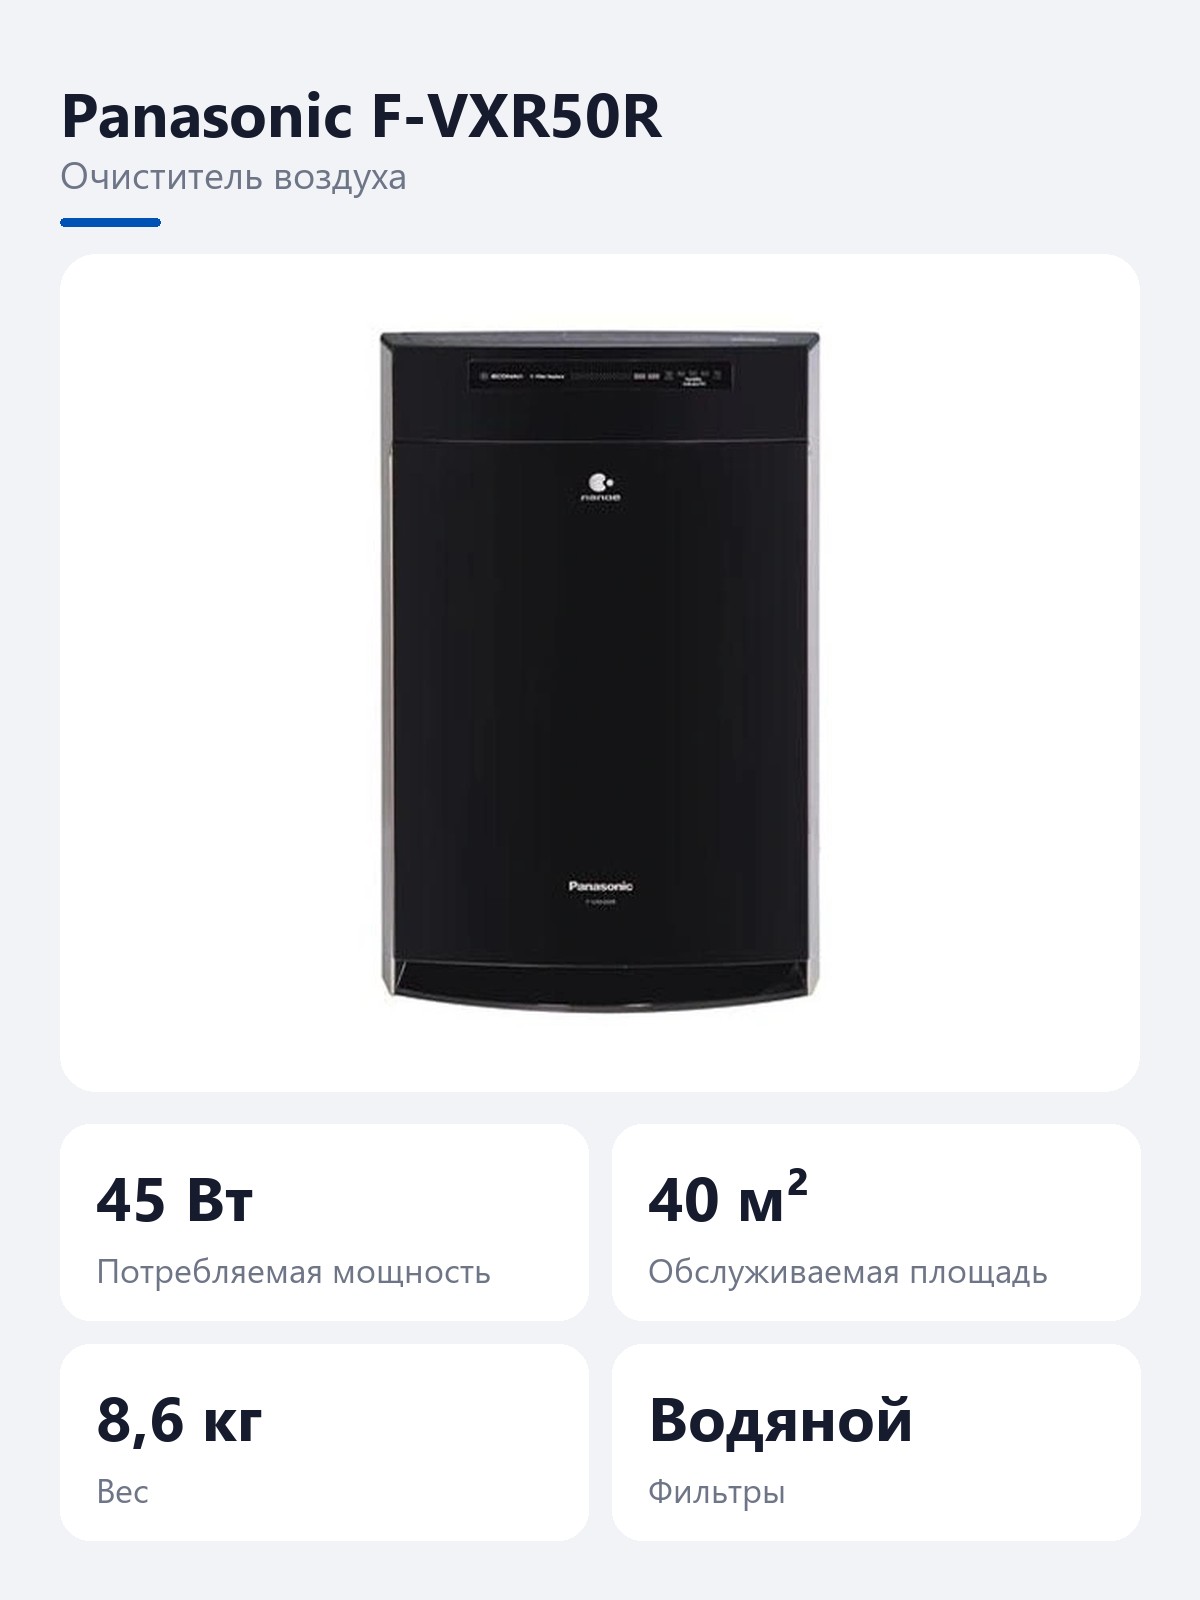 Panasonic F-VXR50R
Очиститель воздуха
ECONAVI
nanoe
Panasonic
45 Вт
Потребляемая мощность
40 м²
Обслуживаемая площадь
8,6 кг
Вес
Водяной
Фильтры